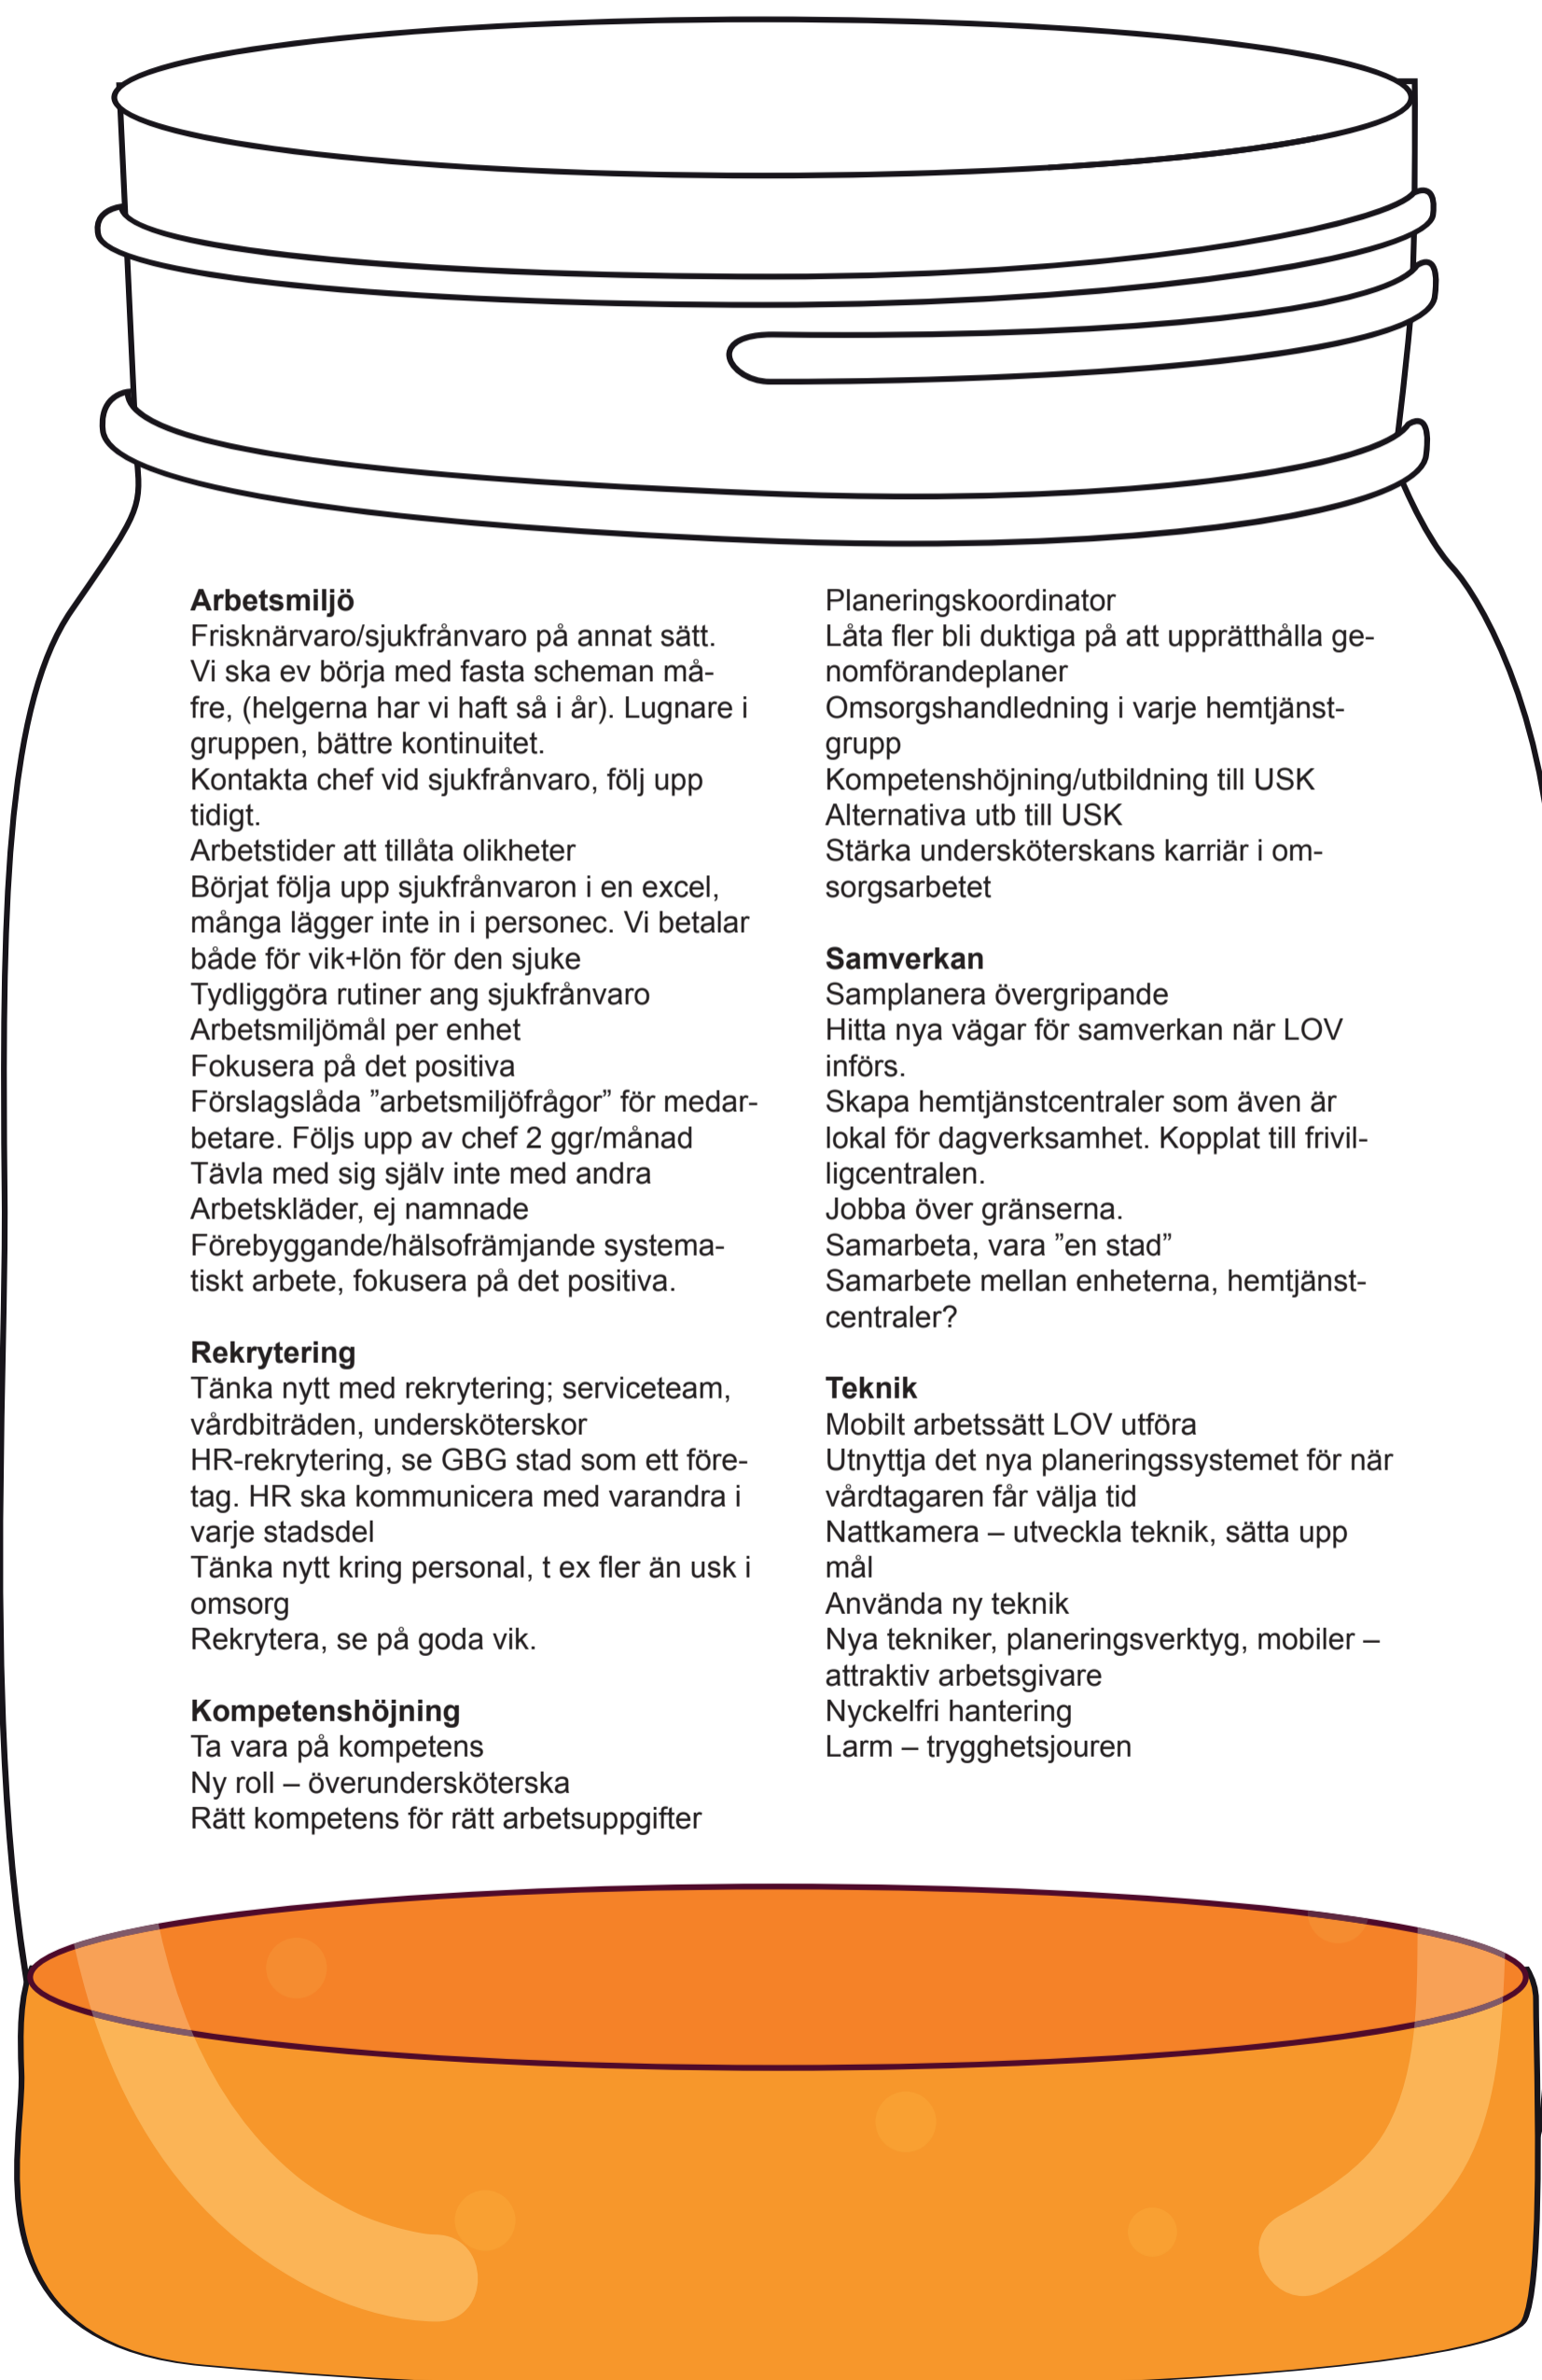 Arbetsmiljö
Frisknärvaro/sjukfrånvaro på annat sätt.
Vi ska ev börja med fasta scheman må-
fre, (helgerna har vi haft så i år). Lugnare i
gruppen, bättre kontinuitet.
Kontakta chef vid sjukfrånvaro, följ upp
tidigt.
Arbetstider att tillåta olikheter
Börjat följa upp sjukfrånvaron i en excel,
många lägger inte in i personec. Vi betalar
både för vik+lön för den sjuke
Tydliggöra rutiner ang sjukfrånvaro
Arbetsmiljömål per enhet
Fokusera på det positiva
Förslagslåda ”arbetsmiljöfrågor” för medar-
betare. Följs upp av chef 2 ggr/månad
Tävla med sig själv inte med andra
Arbetskläder, ej namnade
Förebyggande/hälsofrämjande systema-
tiskt arbete, fokusera på det positiva.
Rekrytering
Tänka nytt med rekrytering; serviceteam,
vårdbiträden, undersköterskor
HR-rekrytering, se GBG stad som ett före-
tag. HR ska kommunicera med varandra i
varje stadsdel
Tänka nytt kring personal, t ex fler än usk i
omsorg
Rekrytera, se på goda vik.
Kompetenshöjning
Ta vara på kompetens
Ny roll – överundersköterska
Rätt kompetens för rätt arbetsuppgifter
Planeringskoordinator
Låta fler bli duktiga på att upprätthålla ge-
nomförandeplaner
Omsorgshandledning i varje hemtjänst-
grupp
Kompetenshöjning/utbildning till USK
Alternativa utb till USK
Stärka undersköterskans karriär i om-
sorgsarbetet
Samverkan
Samplanera övergripande
Hitta nya vägar för samverkan när LOV
införs.
Skapa hemtjänstcentraler som även är
lokal för dagverksamhet. Kopplat till frivil-
ligcentralen.
Jobba över gränserna.
Samarbeta, vara ”en stad”
Samarbete mellan enheterna, hemtjänst-
centraler?
Teknik
Mobilt arbetssätt LOV utföra
Utnyttja det nya planeringssystemet för när
vårdtagaren får välja tid
Nattkamera – utveckla teknik, sätta upp
mål
Använda ny teknik
Nya tekniker, planeringsverktyg, mobiler –
attraktiv arbetsgivare
Nyckelfri hantering
Larm – trygghetsjouren